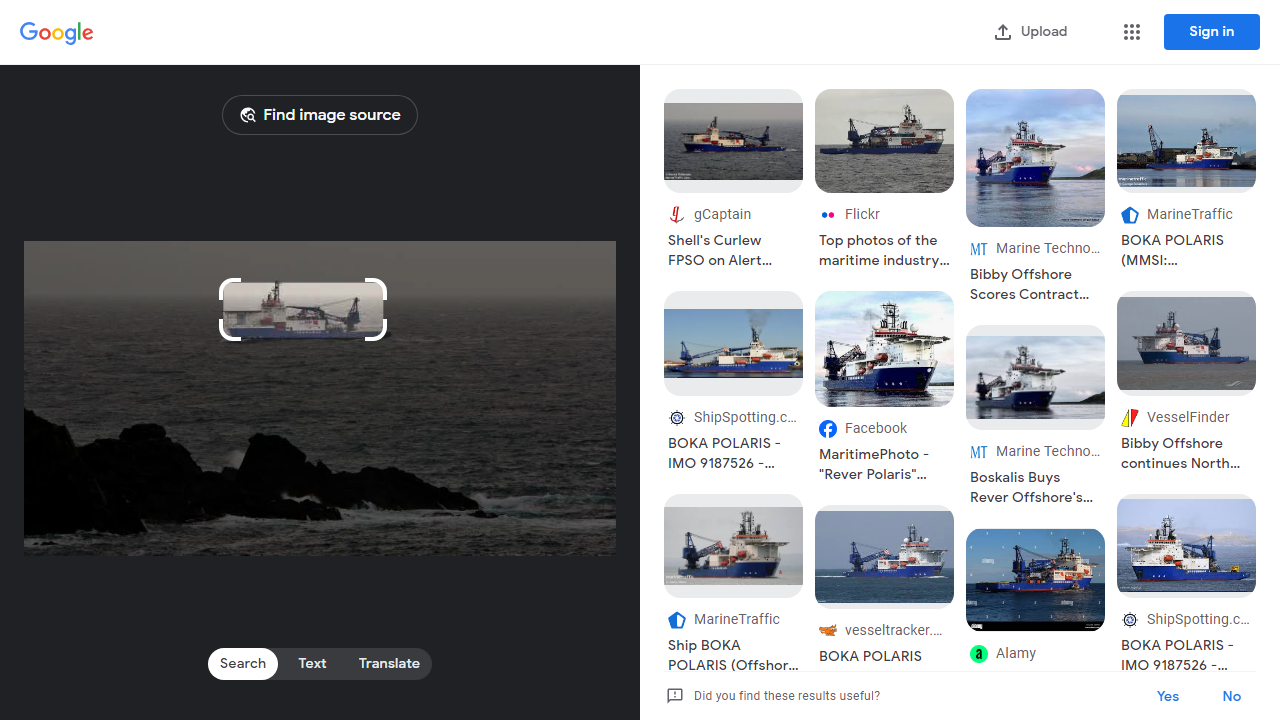 Google
Upload
Sign in
Find image source
Search
Text
Translate
gCaptain
Shell's Curlew
FPSO on Alert...
Flickr
Top photos of the
maritime industry...
Marine Techno...
Bibby Offshore
Scores Contract...
MarineTraffic
BOKA POLARIS
(MMSI:...
ShipSpotting.c...
BOKA POLARIS -
IMO 9187526 -...
Facebook
MaritimePhoto -
"Rever Polaris"...
Marine Techno...
Boskalis Buys
Rever Offshore's...
VesselFinder
Bibby Offshore
continues North...
MarineTraffic
Ship BOKA
POLARIS (Offshor...
vesseltracker....
BOKA POLARIS
alamy
a Alamy
ShipSpotting.c...
BOKA POLARIS -
IMO 9187526 -...
Did you find these results useful?
Yes
No